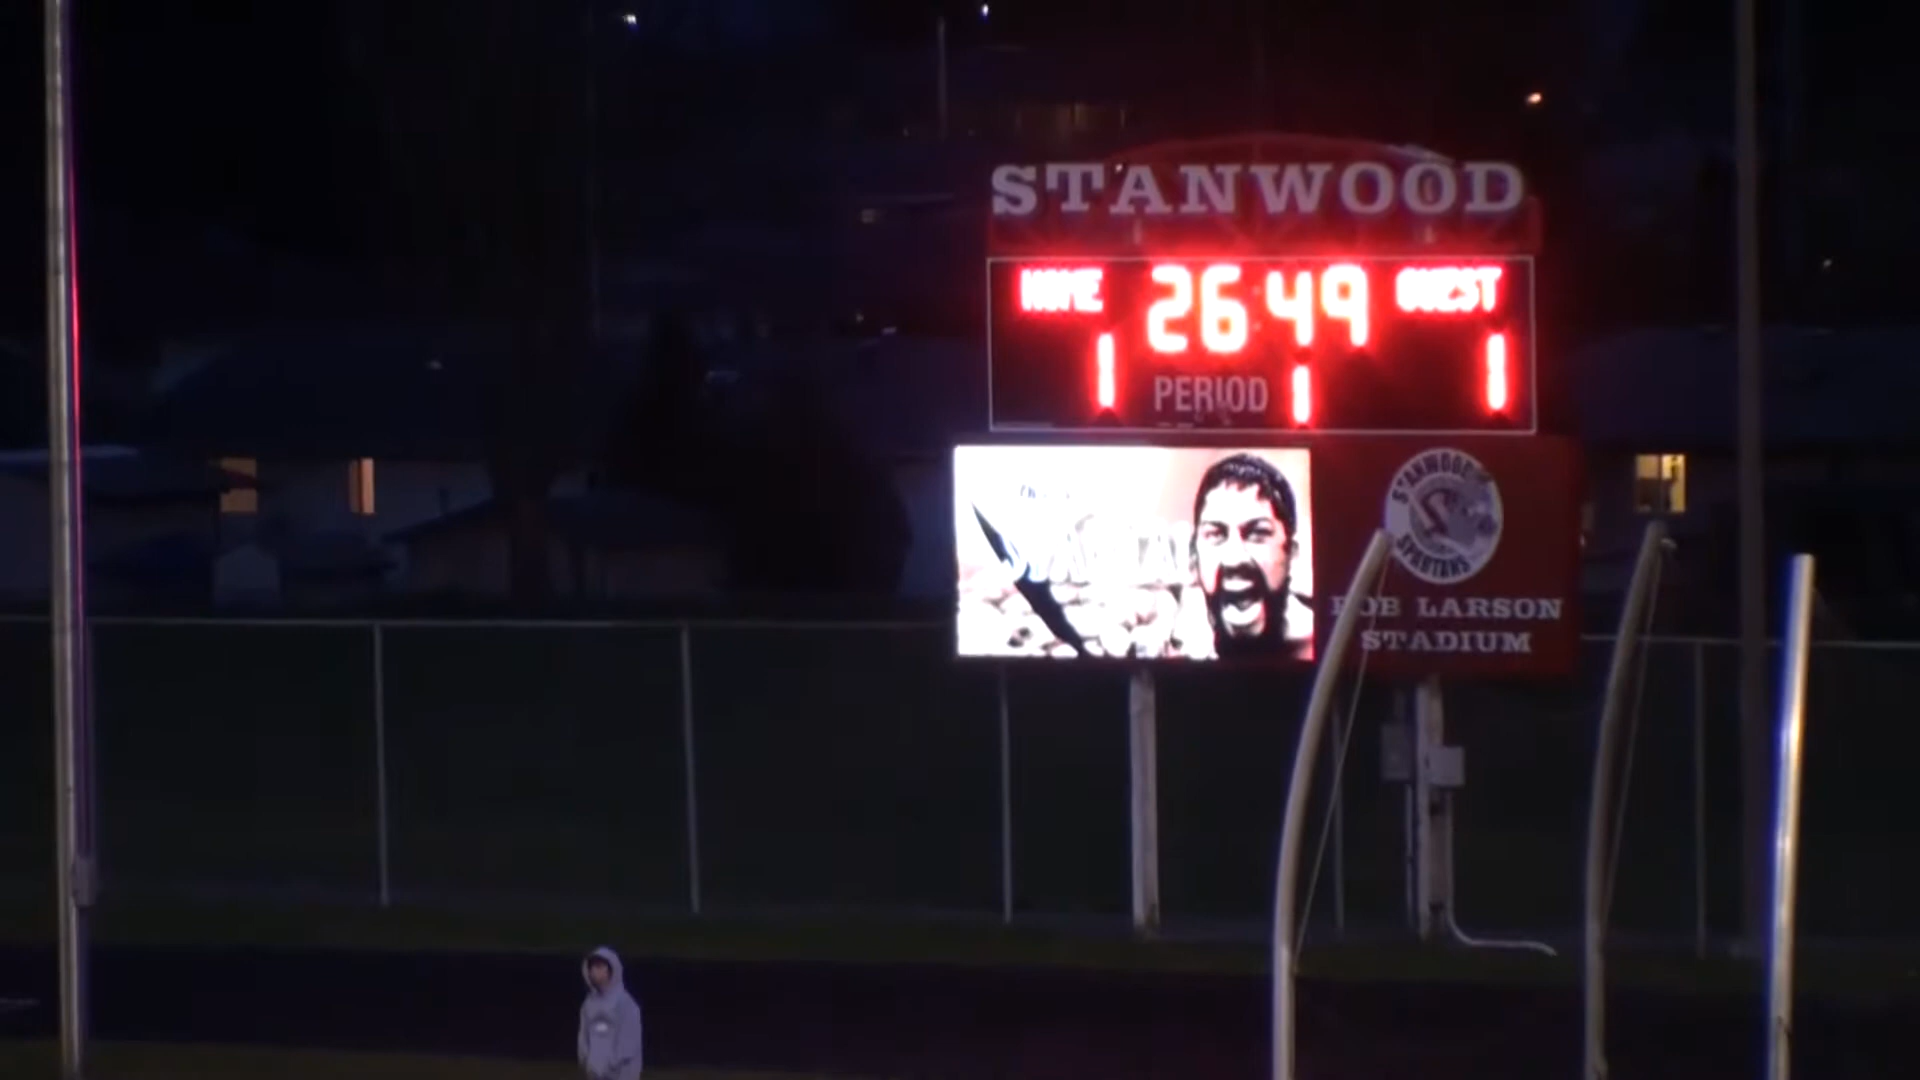 STANWOOD
HOME 26:49 GUEST
1 PERIOD 1 1
STANWOOD
S
SPARTANS
BOB LARSON
STADIUM